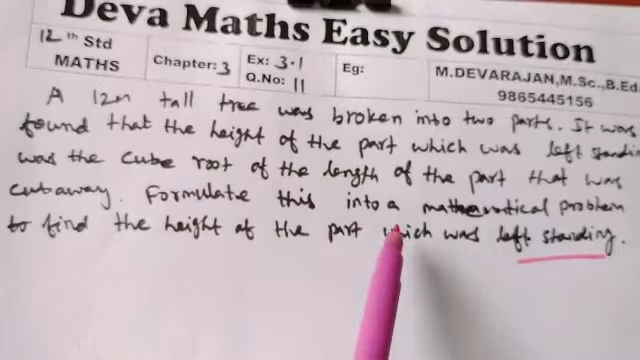 Deva Maths Easy Solution
12th Std MATHS
Chapter: 3
Ex: 3.1
Q.No: 11
Eg:
M.DEVARAJAN,M.Sc.,B.Ed
9865445156
A 12m tall tree was broken into two parts. It was
found that the height of the part which was left standin
was the cube root of the length of the part that was
cutaway. Formulate this into a mathematical problem
to find the height of the part which was left standing.